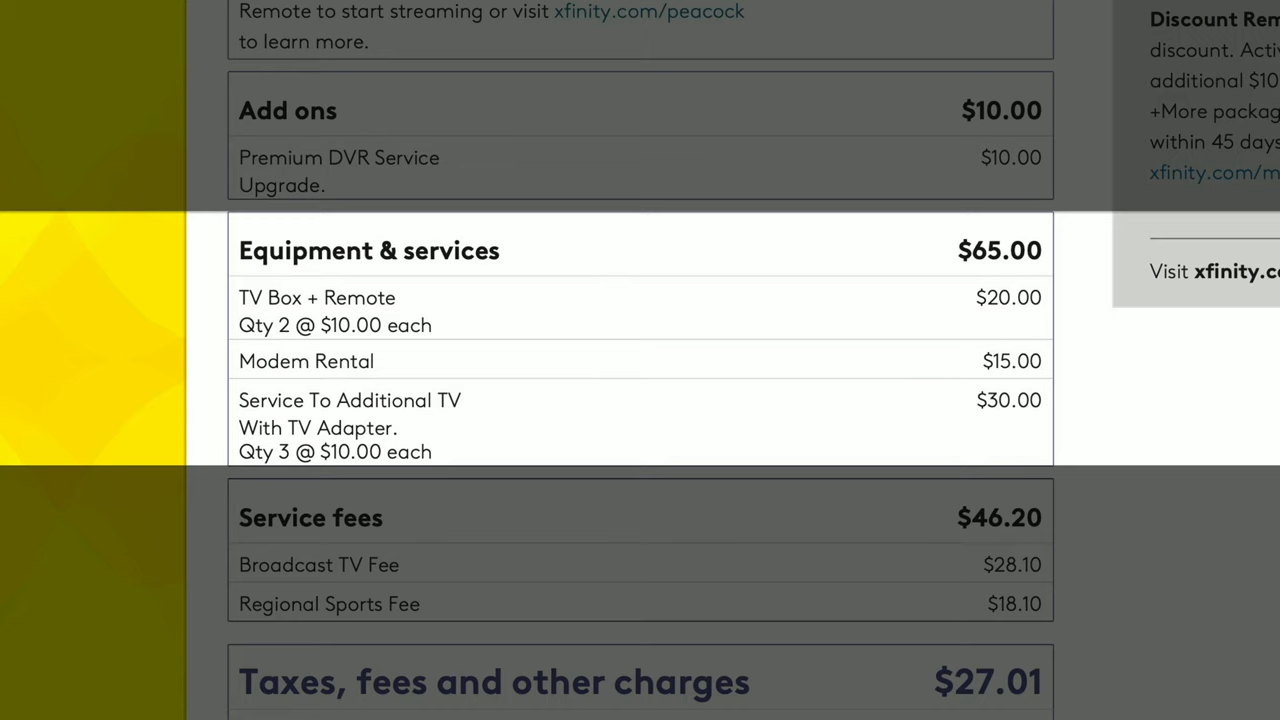 Remote to start streaming or visit xfinity.com/peacock
to learn more.
Add ons $10.00
Premium DVR Service $10.00
Upgrade.
Equipment & services $65.00
TV Box + Remote $20.00
Qty 2 @ $10.00 each
Modem Rental $15.00
Service To Additional TV $30.00
With TV Adapter.
Qty 3 @ $10.00 each
Service fees $46.20
Broadcast TV Fee $28.10
Regional Sports Fee $18.10
Taxes, fees and other charges $27.01
Discount
discount.
additional $10
+More
within 45 days
xfinity.com/m
Visit xfinity.c